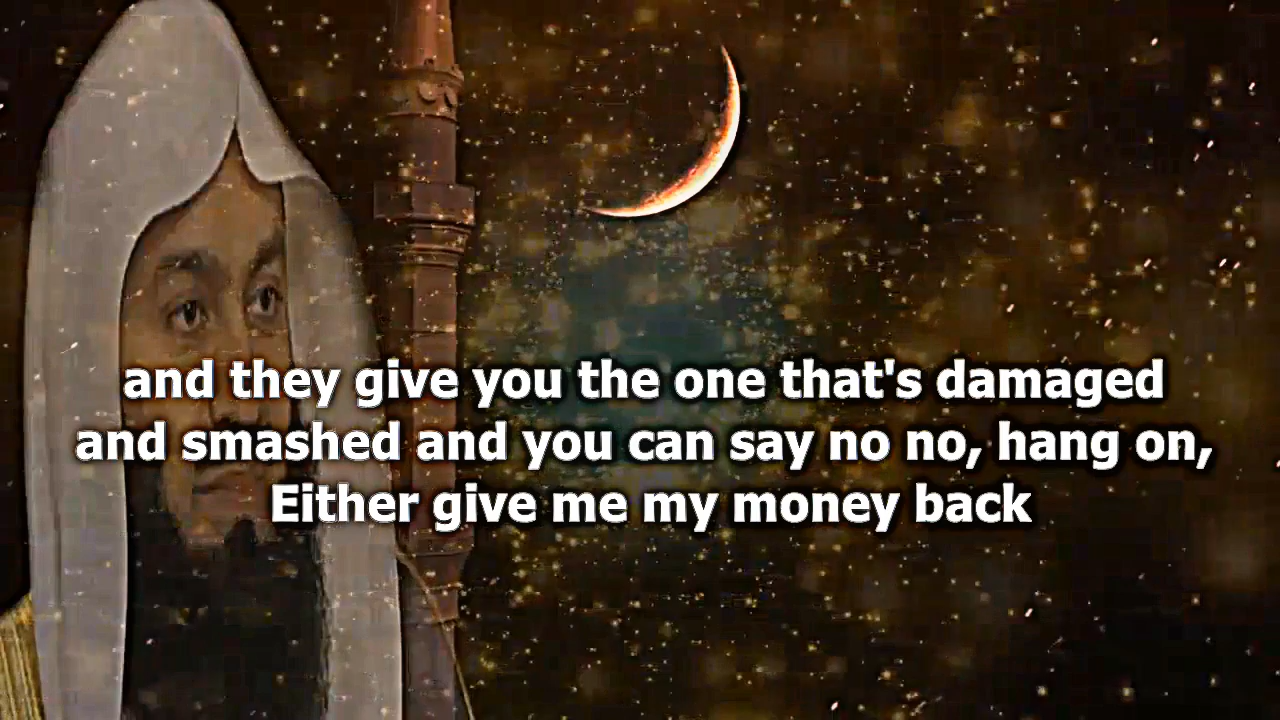 and they give you the one that's damaged
and smashed and you can say no no, hang on,
Either give me my money back